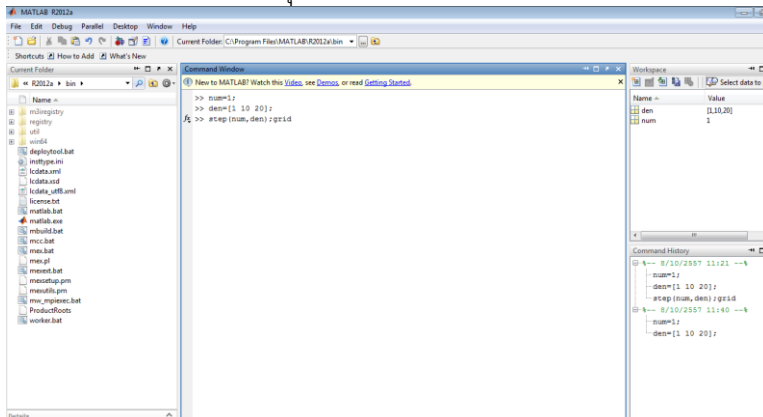 MATLAB R2012a
File Edit Debug Parallel Desktop Window Help
Current Folder: C:\Program Files\MATLAB\R2012a\bin
Shortcuts How to Add What's New
Current Folder
« R2012a ▸ bin ▸
Name
m3iregistry
registry
util
win64
deploytool.bat
insttype.ini
lcdata.xml
lcdata.xsd
lcdata_utf8.xml
license.txt
matlab.bat
matlab.exe
mbuild.bat
mcc.bat
mex.bat
mex.pl
mexext.bat
mexsetup.pm
mexutils.pm
mw_mpiexec.bat
ProductRoots
worker.bat
Details
Command Window
New to MATLAB? Watch this Video, see Demos, or read Getting Started.
>> num=1;
>> den=[1 10 20];
fx >> step(num,den);grid
Workspace
Select data to
Name Value
den [1,10,20]
num 1
Command History
%-- 8/10/2557 11:21 --%
num=1;
den=[1 10 20];
step(num,den);grid
%-- 8/10/2557 11:40 --%
num=1;
den=[1 10 20];